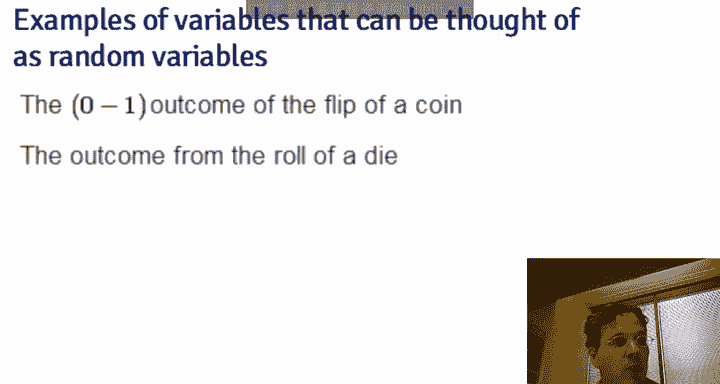 Examples of variables that can be thought of
as random variables
The (0 − 1) outcome of the flip of a coin
The outcome from the roll of a die